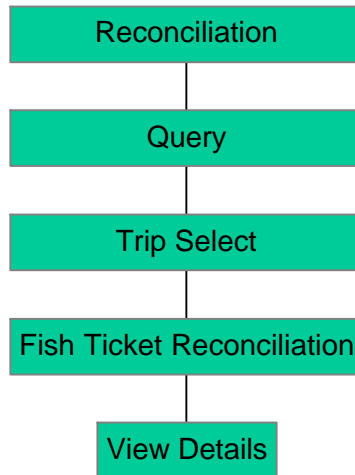 Reconciliation
Query
Trip Select
Fish Ticket Reconciliation
View Details